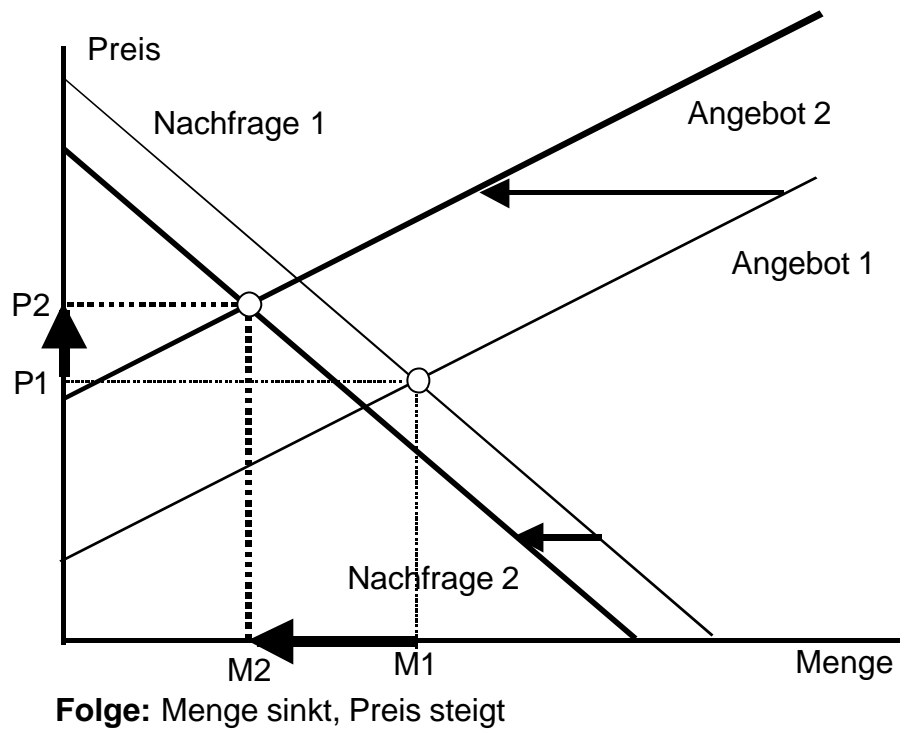 Preis
Nachfrage 1
Angebot 2
Angebot 1
P2
P1
Nachfrage 2
M2
M1
Menge
Folge: Menge sinkt, Preis steigt